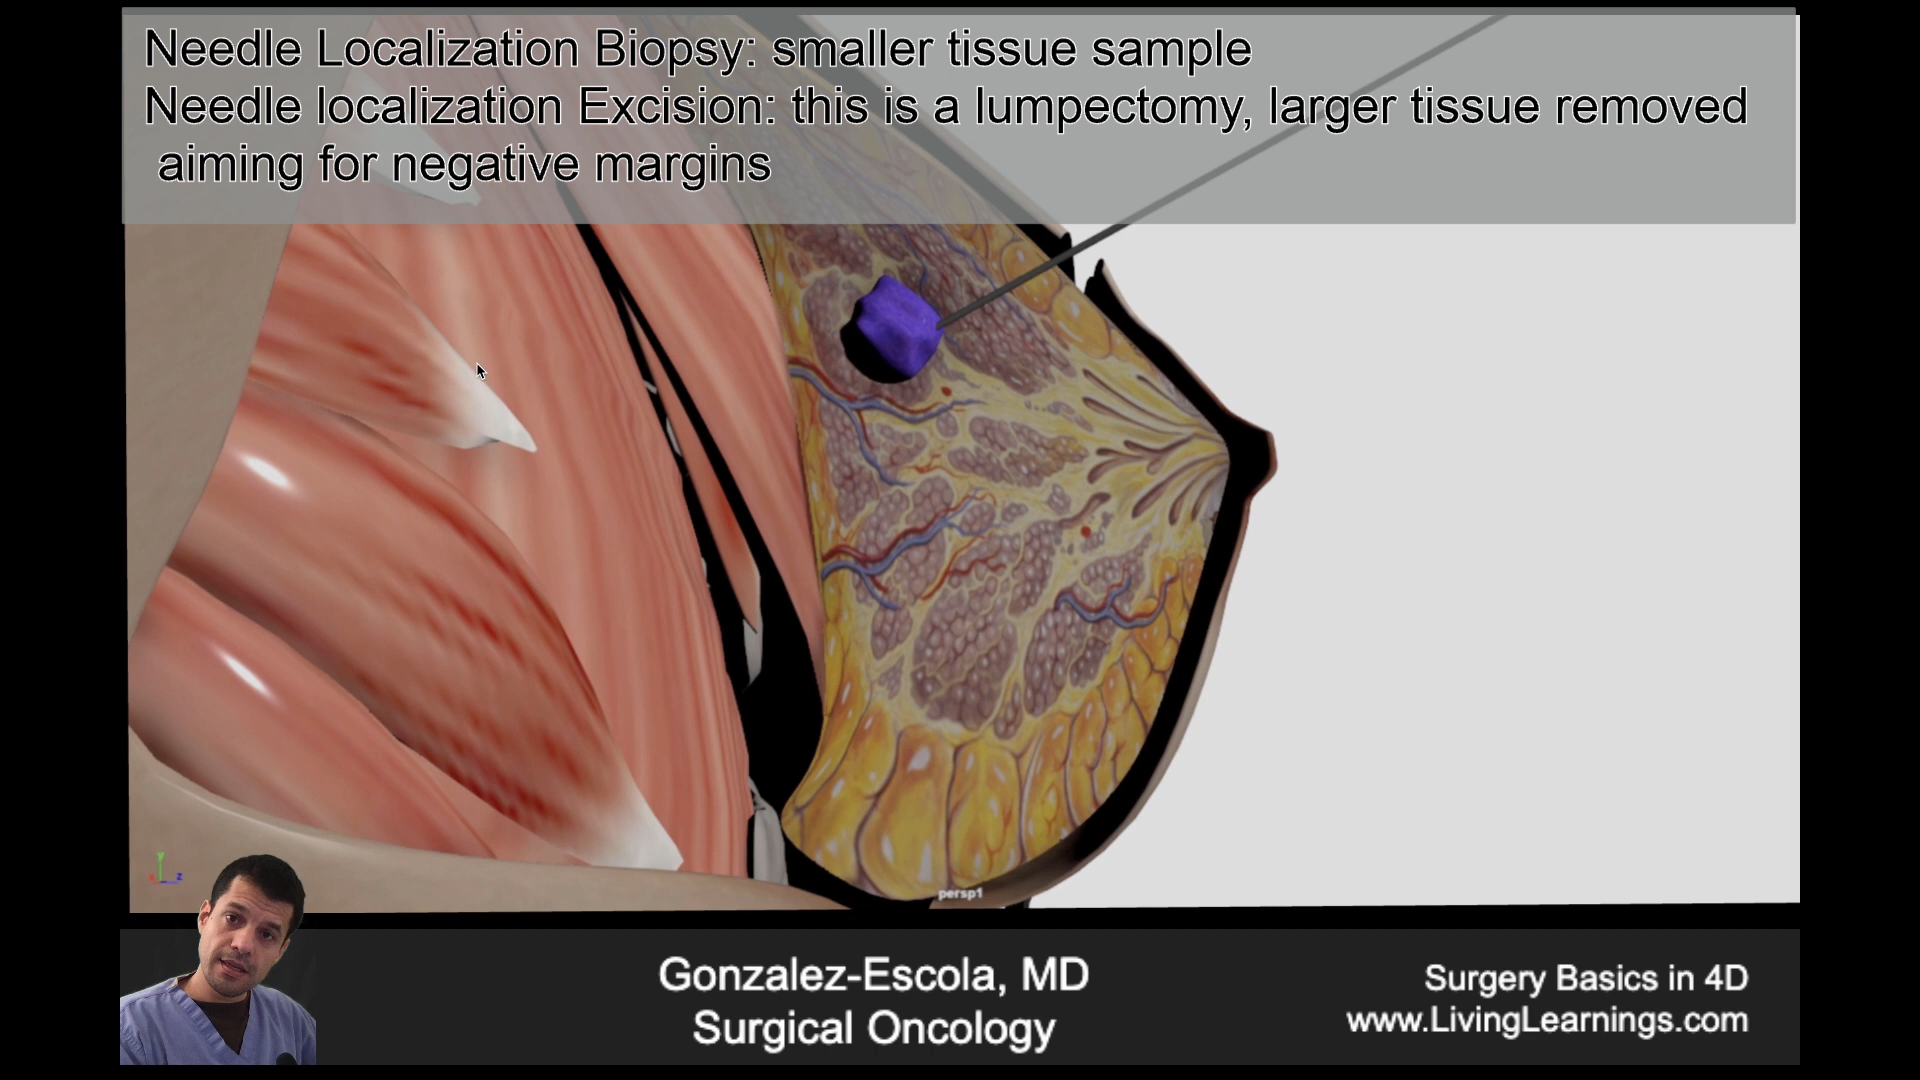 Needle Localization Biopsy: smaller tissue sample
Needle localization Excision: this is a lumpectomy, larger tissue removed
aiming for negative margins
y
x
z
persp1
Gonzalez-Escola, MD
Surgical Oncology
Surgery Basics in 4D
www.LivingLearnings.com